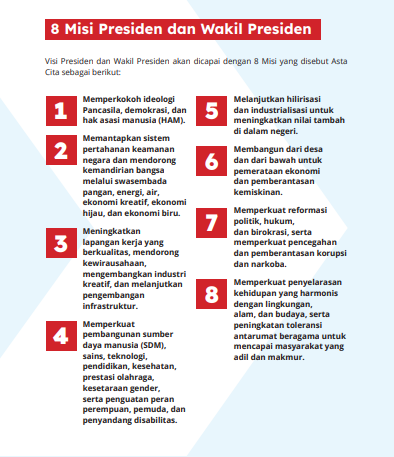 8 Misi Presiden dan Wakil Presiden
Visi Presiden dan Wakil Presiden akan dicapai dengan 8 Misi yang disebut Asta
Cita sebagai berikut:
1
Memperkokoh ideologi
Pancasila, demokrasi, dan
hak asasi manusia (HAM).
2
Memantapkan sistem
pertahanan keamanan
negara dan mendorong
kemandirian bangsa
melalui swasembada
pangan, energi, air,
ekonomi kreatif, ekonomi
hijau, dan ekonomi biru.
3
Meningkatkan
lapangan kerja yang
berkualitas, mendorong
kewirausahaan,
mengembangkan industri
kreatif, dan melanjutkan
pengembangan
infrastruktur.
4
Memperkuat
pembangunan sumber
daya manusia (SDM),
sains, teknologi,
pendidikan, kesehatan,
prestasi olahraga,
kesetaraan gender,
serta penguatan peran
perempuan, pemuda, dan
penyandang disabilitas.
5
Melanjutkan hilirisasi
dan industrialisasi untuk
meningkatkan nilai tambah
di dalam negeri.
6
Membangun dari desa
dan dari bawah untuk
pemerataan ekonomi
dan pemberantasan
kemiskinan.
7
Memperkuat reformasi
politik, hukum,
dan birokrasi, serta
memperkuat pencegahan
dan pemberantasan korupsi
dan narkoba.
8
Memperkuat penyelarasan
kehidupan yang harmonis
dengan lingkungan,
alam, dan budaya, serta
peningkatan toleransi
antarumat beragama untuk
mencapai masyarakat yang
adil dan makmur.